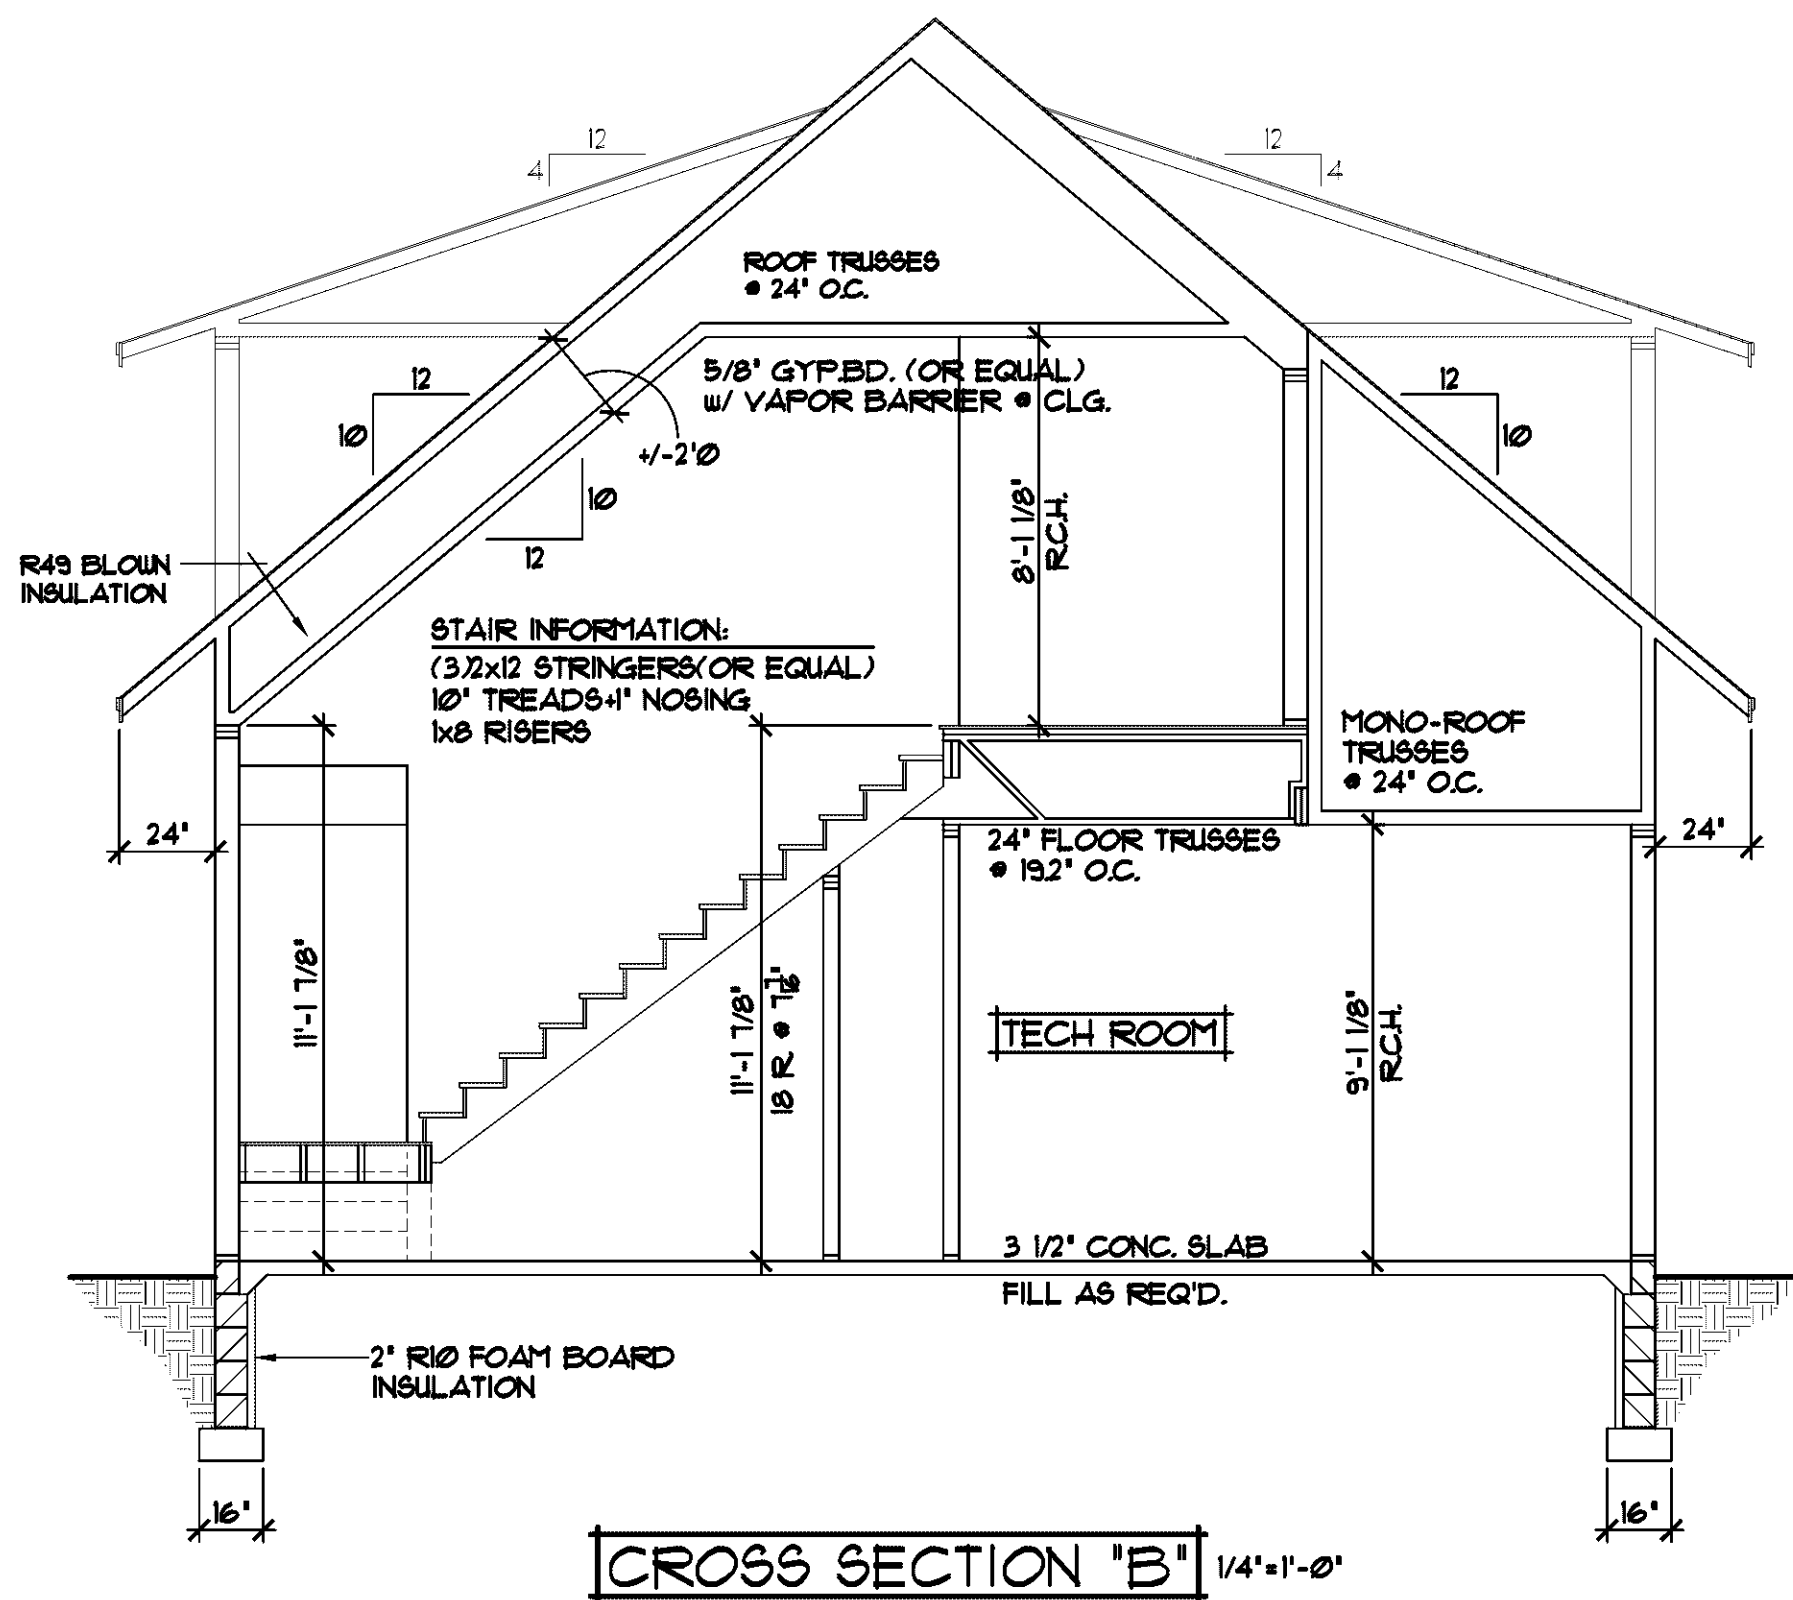 12
4
12
4
ROOF TRUSSES
@ 24" O.C.
5/8" GYP.BD. (OR EQUAL)
w/ VAPOR BARRIER @ CLG.
12
10
+/-2'0
12
10
10
12
8'-1 1/8"
R.C.H.
R49 BLOWN
INSULATION
STAIR INFORMATION:
(3)2x12 STRINGERS(OR EQUAL)
10" TREADS+1" NOSING
1x8 RISERS
MONO-ROOF
TRUSSES
@ 24" O.C.
24"
24"
24" FLOOR TRUSSES
@ 19.2" O.C.
11'-1 7/8"
11'-1 7/8"
18 R @ 7 7/16"
TECH ROOM
9'-1 1/8"
R.C.H.
3 1/2" CONC. SLAB
FILL AS REQ'D.
2" R10 FOAM BOARD
INSULATION
16"
16"
CROSS SECTION "B"
1/4"=1'-0"